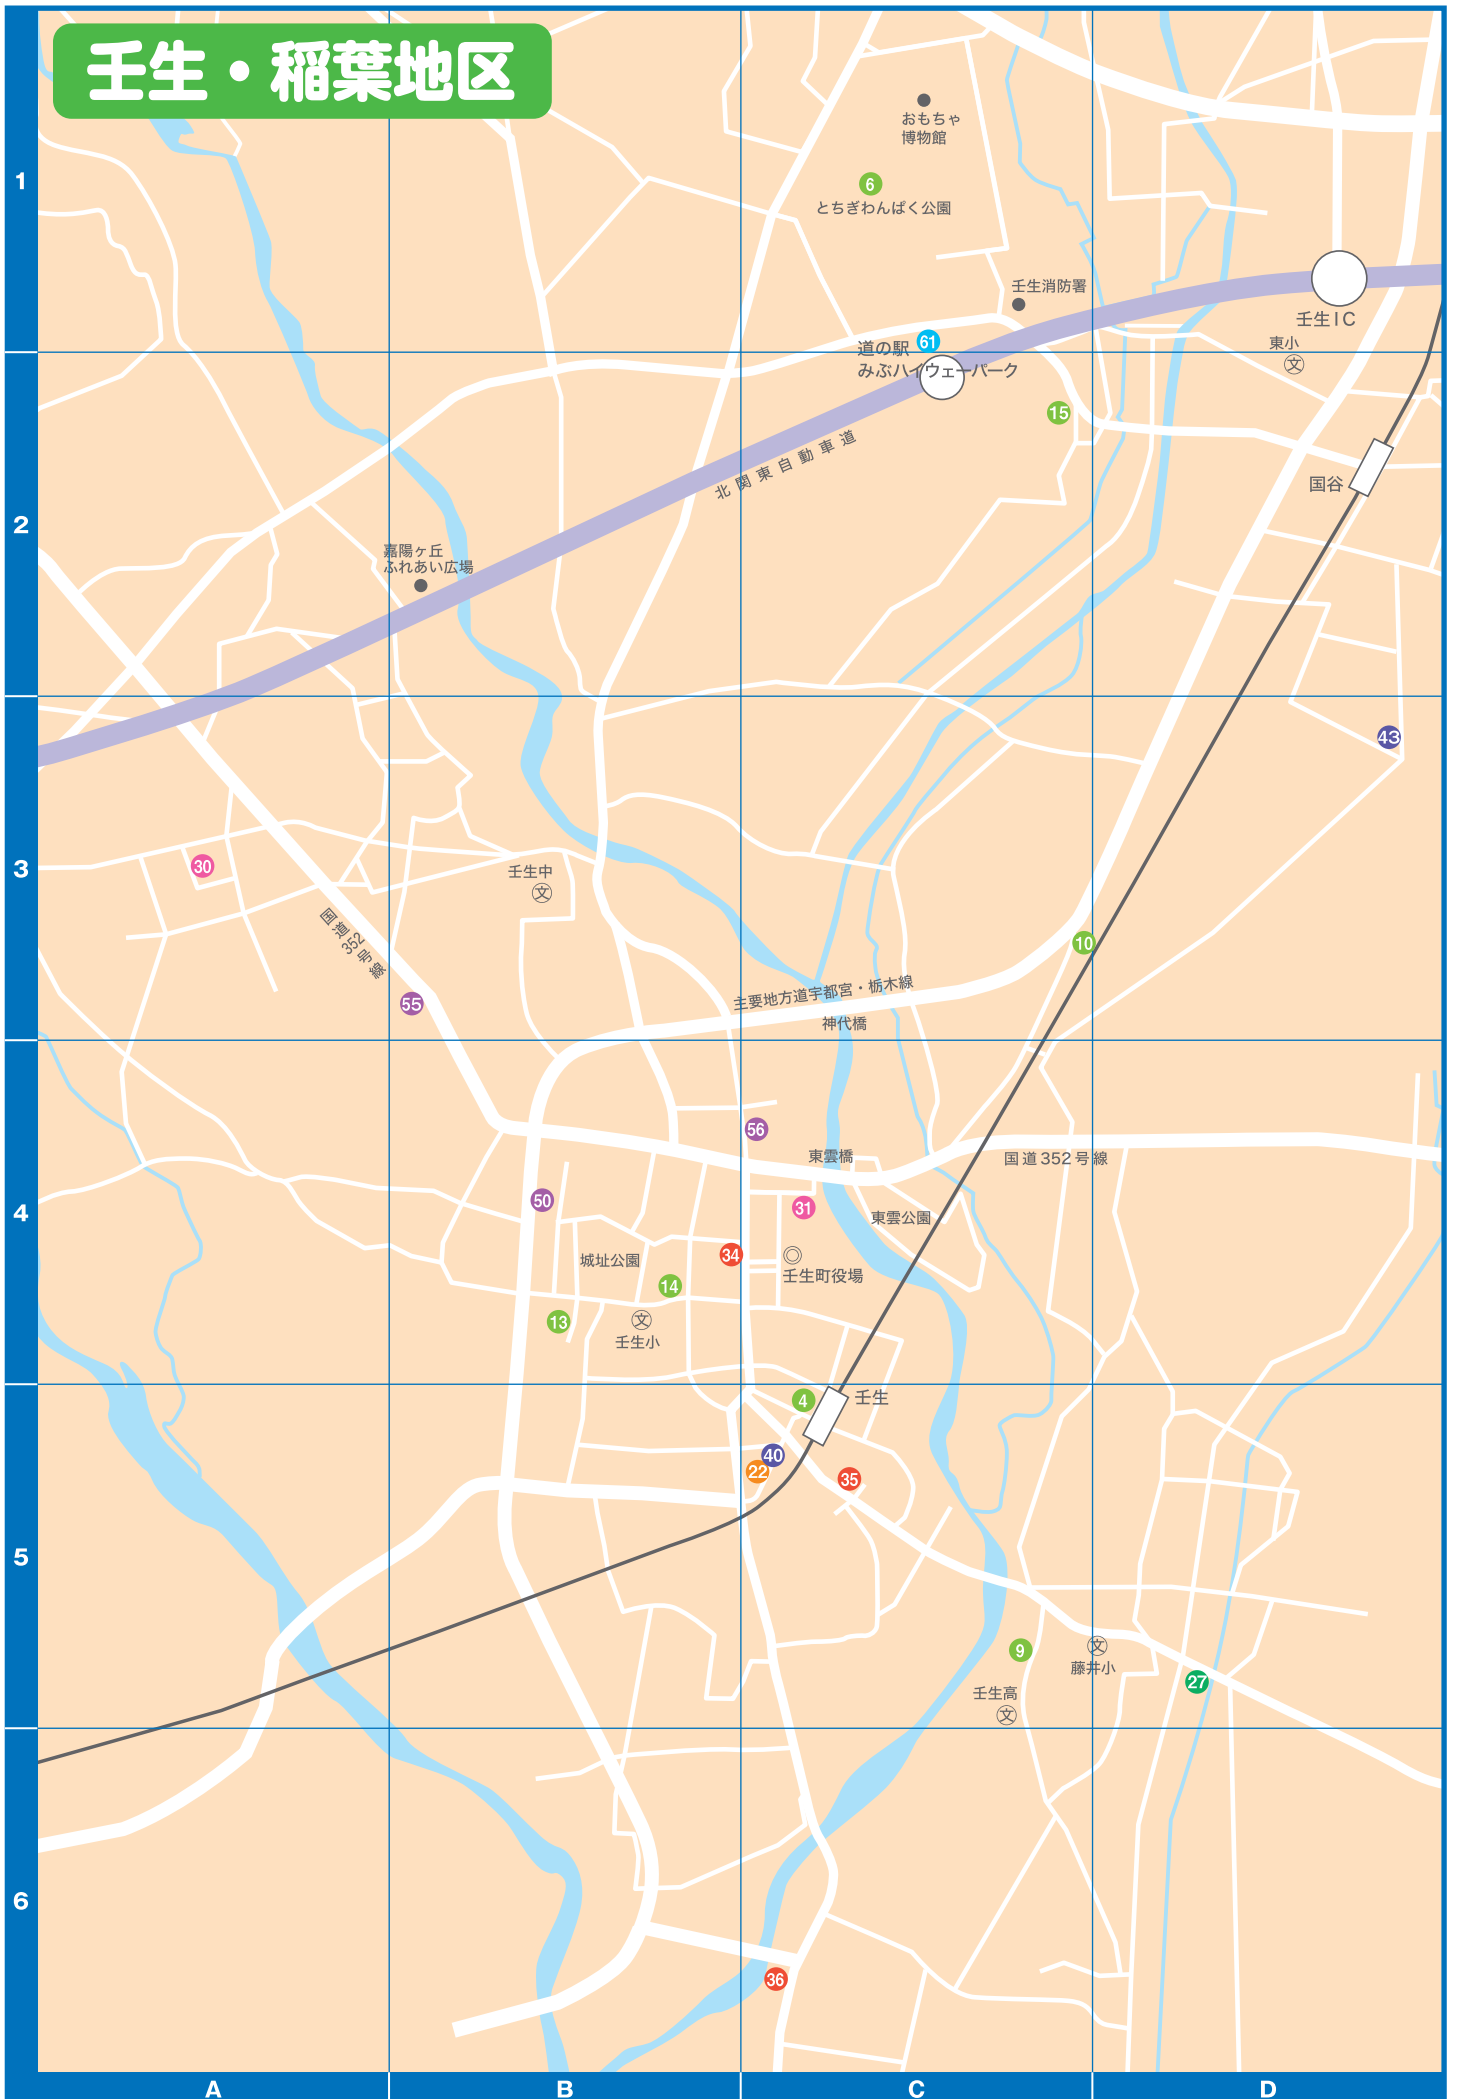 壬生・稲葉地区
1
おもちゃ
博物館
6
とちぎわんぱく公園
壬生消防署
壬生IC
61
道の駅
みぶハイウェーパーク
東小
文
15
北関東自動車道
国谷
2
嘉陽ヶ丘
ふれあい広場
43
3
30
壬生中
文
国道352号線
10
55
主要地方道宇都宮・栃木線
神代橋
56
東雲橋
国道352号線
4
50
31
東雲公園
34
城址公園
壬生町役場
14
13
文
壬生小
4
壬生
40
22
35
5
9
文
藤井小
27
壬生高
文
6
36
A
B
C
D